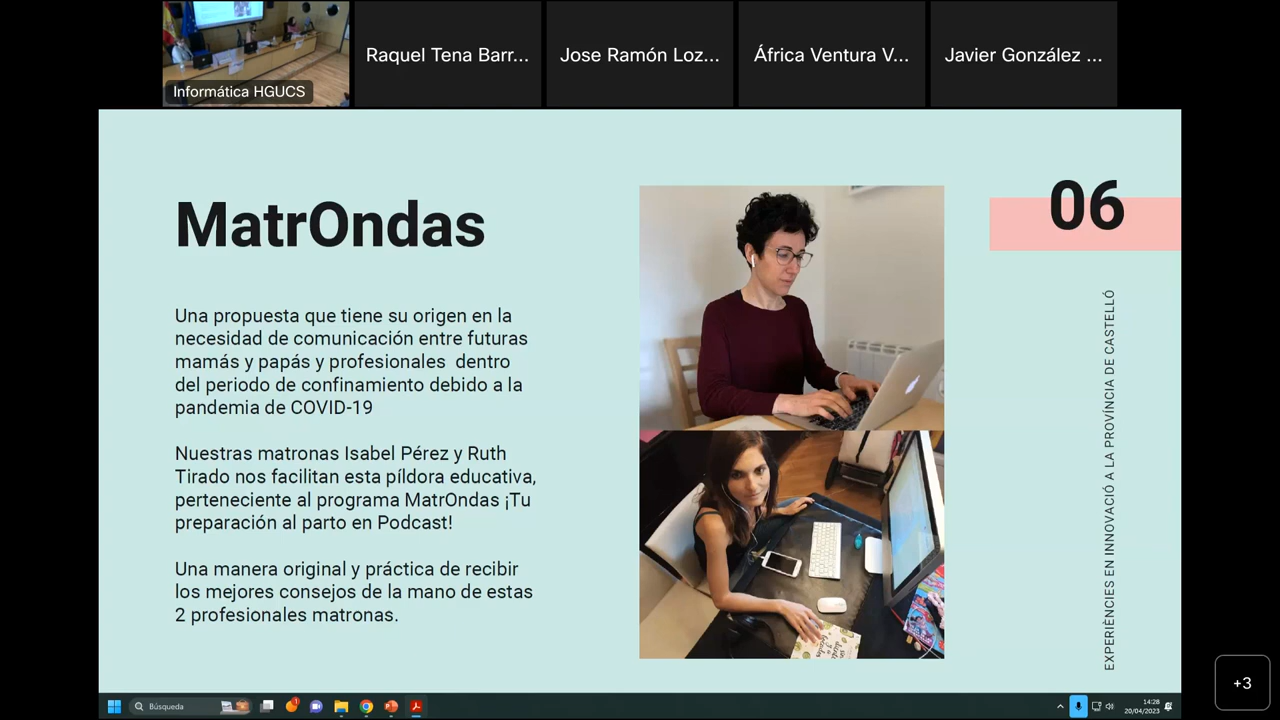 Informática HGUCS
Raquel Tena Barr...
Jose Ramón Loz...
África Ventura V...
Javier González ...
MatrOndas
06
Una propuesta que tiene su origen en la
necesidad de comunicación entre futuras
mamás y papás y profesionales dentro
del periodo de confinamiento debido a la
pandemia de COVID-19
Nuestras matronas Isabel Pérez y Ruth
Tirado nos facilitan esta píldora educativa,
perteneciente al programa MatrOndas ¡Tu
preparación al parto en Podcast!
Una manera original y práctica de recibir
los mejores consejos de la mano de estas
2 profesionales matronas.
EXPERIÈNCIES EN INNOVACIÓ A LA PROVÍNCIA DE CASTELLÓ
+3
Búsqueda
14:28
20/04/2023